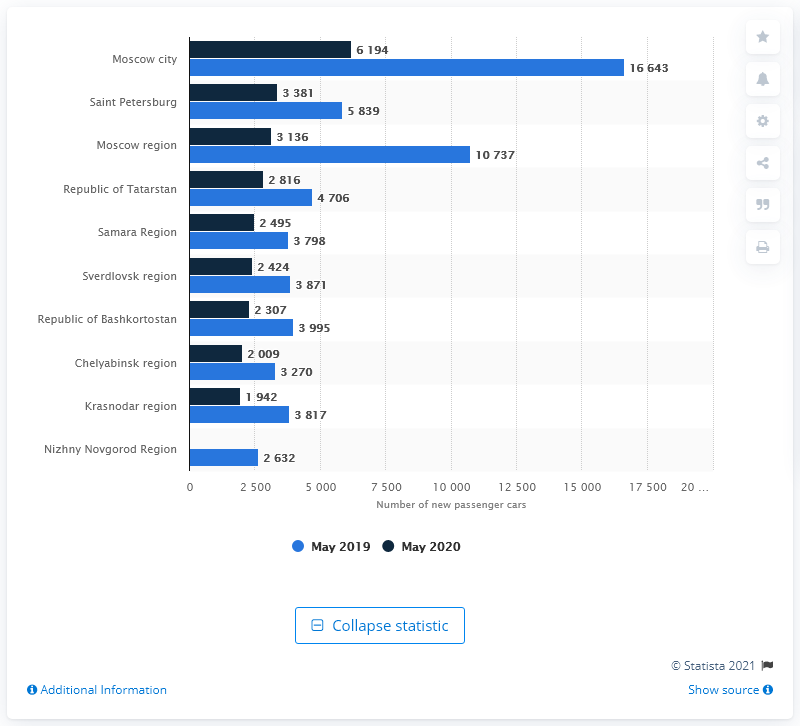 Moscow city 6 194
16 643
Saint Petersburg 3 381
5 839
Moscow region 3 136
10 737
Republic of Tatarstan 2 816
4 706
Samara Region 2 495
3 798
Sverdlovsk region 2 424
3 871
Republic of Bashkortostan 2 307
3 995
Chelyabinsk region 2 009
3 270
Krasnodar region 1 942
3 817
Nizhny Novgorod Region
2 632
0 2 500 5 000 7 500 10 000 12 500 15 000 17 500 20 ...
Number of new passenger cars
May 2019 May 2020
Collapse statistic
© Statista 2021
Additional Information Show source